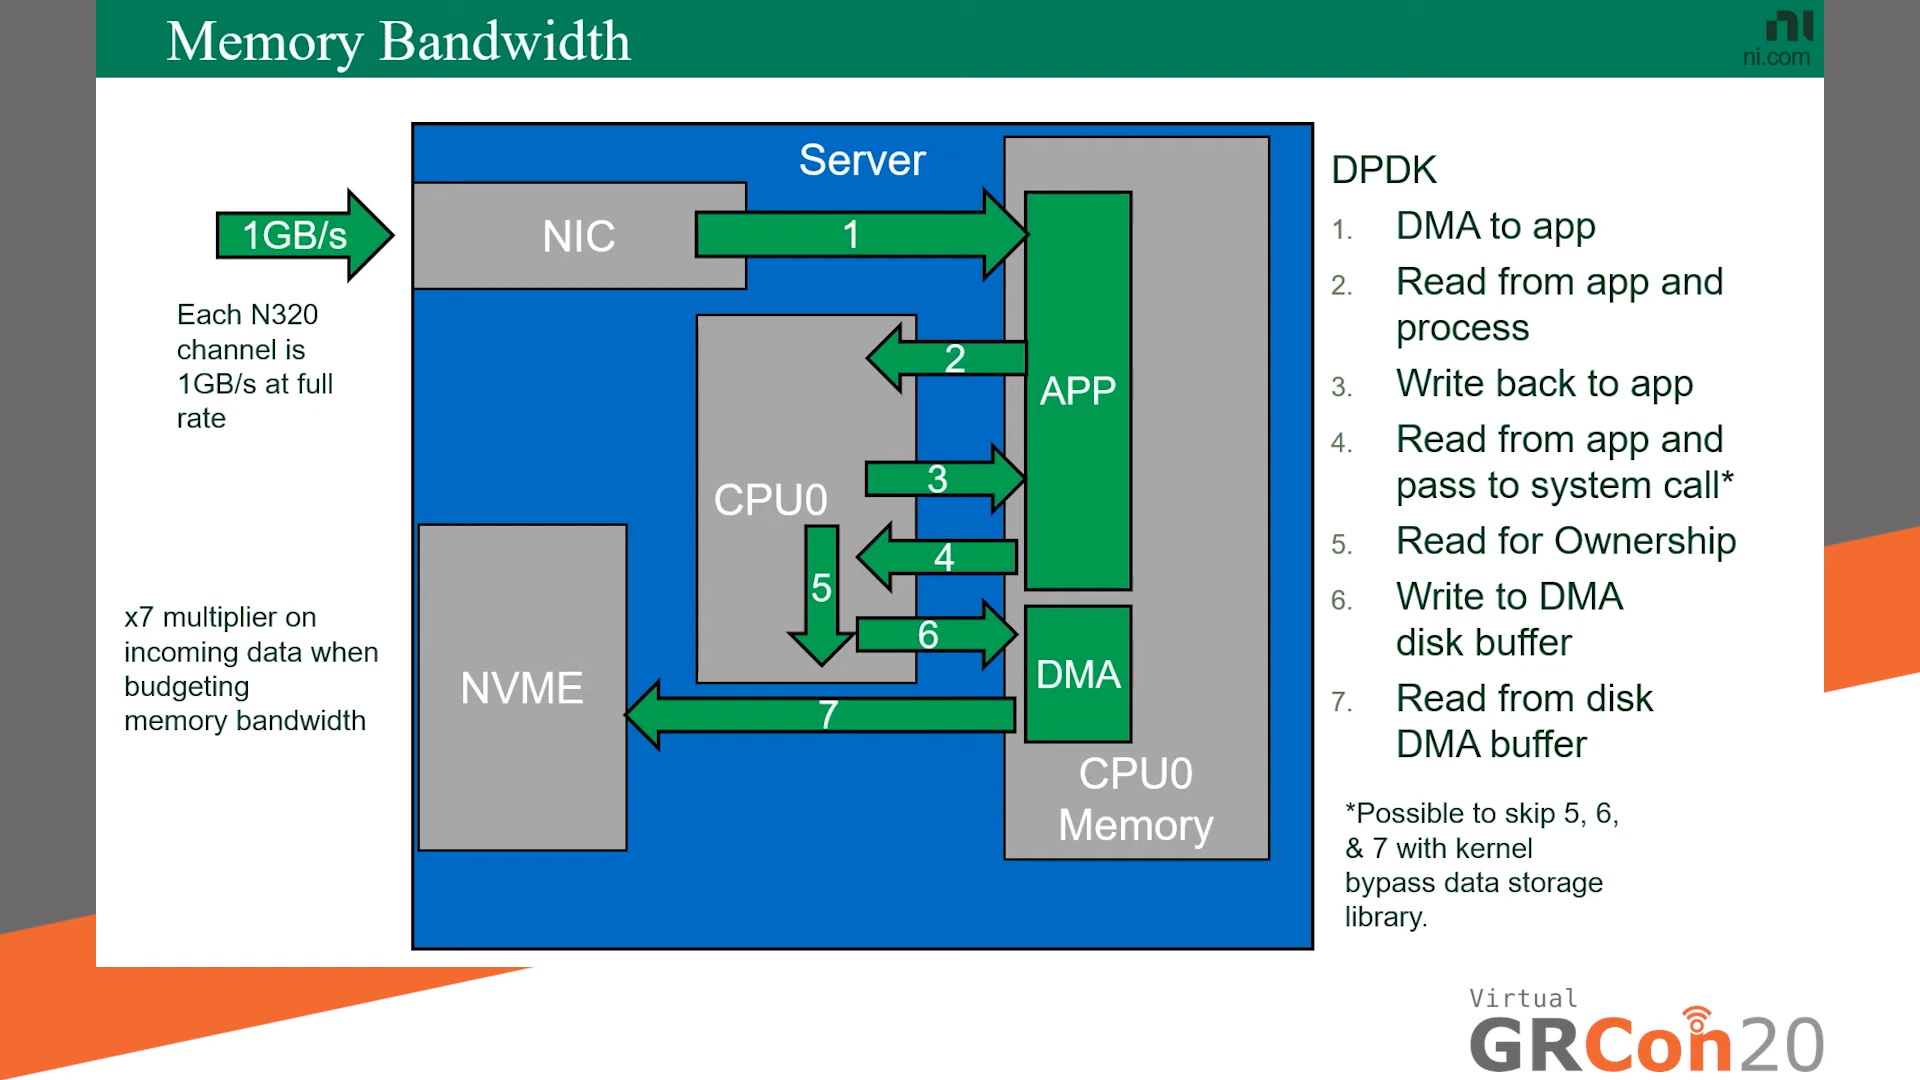 Memory Bandwidth
ni
ni.com
Server
NIC
1GB/s
1
Each N320
channel is
1GB/s at full
rate
2
APP
3
CPU0
4
5
6
DMA
NVME
7
CPU0
Memory
x7 multiplier on
incoming data when
budgeting
memory bandwidth
DPDK
1. DMA to app
2. Read from app and
process
3. Write back to app
4. Read from app and
pass to system call*
5. Read for Ownership
6. Write to DMA
disk buffer
7. Read from disk
DMA buffer
*Possible to skip 5, 6,
& 7 with kernel
bypass data storage
library.
Virtual
GRCon20